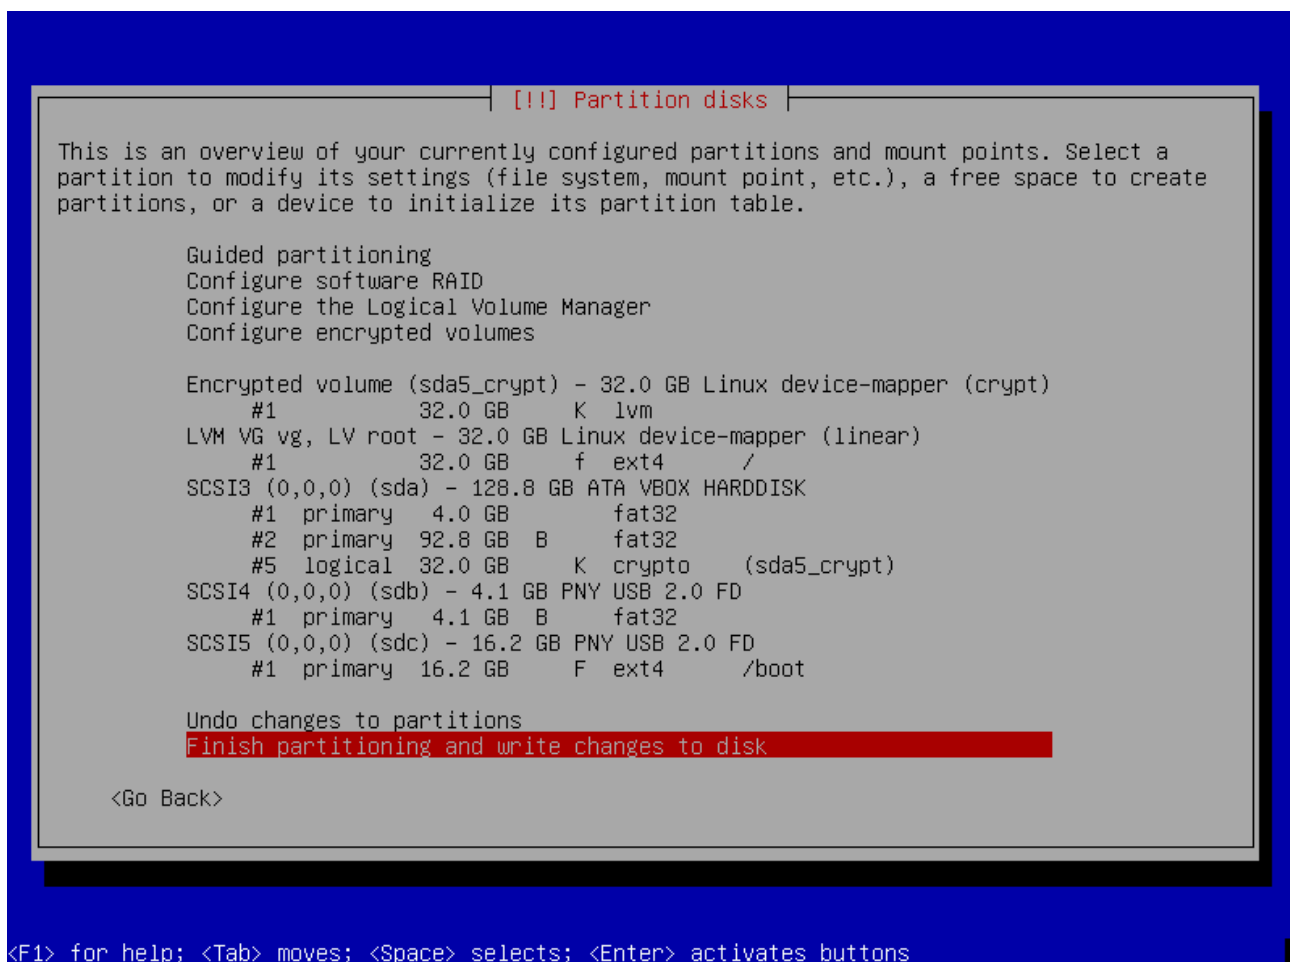 [!!] Partition disks
This is an overview of your currently configured partitions and mount points. Select a
partition to modify its settings (file system, mount point, etc.), a free space to create
partitions, or a device to initialize its partition table.
Guided partitioning
Configure software RAID
Configure the Logical Volume Manager
Configure encrypted volumes
Encrypted volume (sda5_crypt) – 32.0 GB Linux device–mapper (crypt)
#1 32.0 GB K lvm
LVM VG vg, LV root – 32.0 GB Linux device–mapper (linear)
#1 32.0 GB f ext4 /
SCSI3 (0,0,0) (sda) – 128.8 GB ATA VBOX HARDDISK
#1 primary 4.0 GB fat32
#2 primary 92.8 GB B fat32
#5 logical 32.0 GB K crypto (sda5_crypt)
SCSI4 (0,0,0) (sdb) – 4.1 GB PNY USB 2.0 FD
#1 primary 4.1 GB B fat32
SCSI5 (0,0,0) (sdc) – 16.2 GB PNY USB 2.0 FD
#1 primary 16.2 GB F ext4 /boot
Undo changes to partitions
Finish partitioning and write changes to disk
<Go Back>
<F1> for help; <Tab> moves; <Space> selects; <Enter> activates buttons